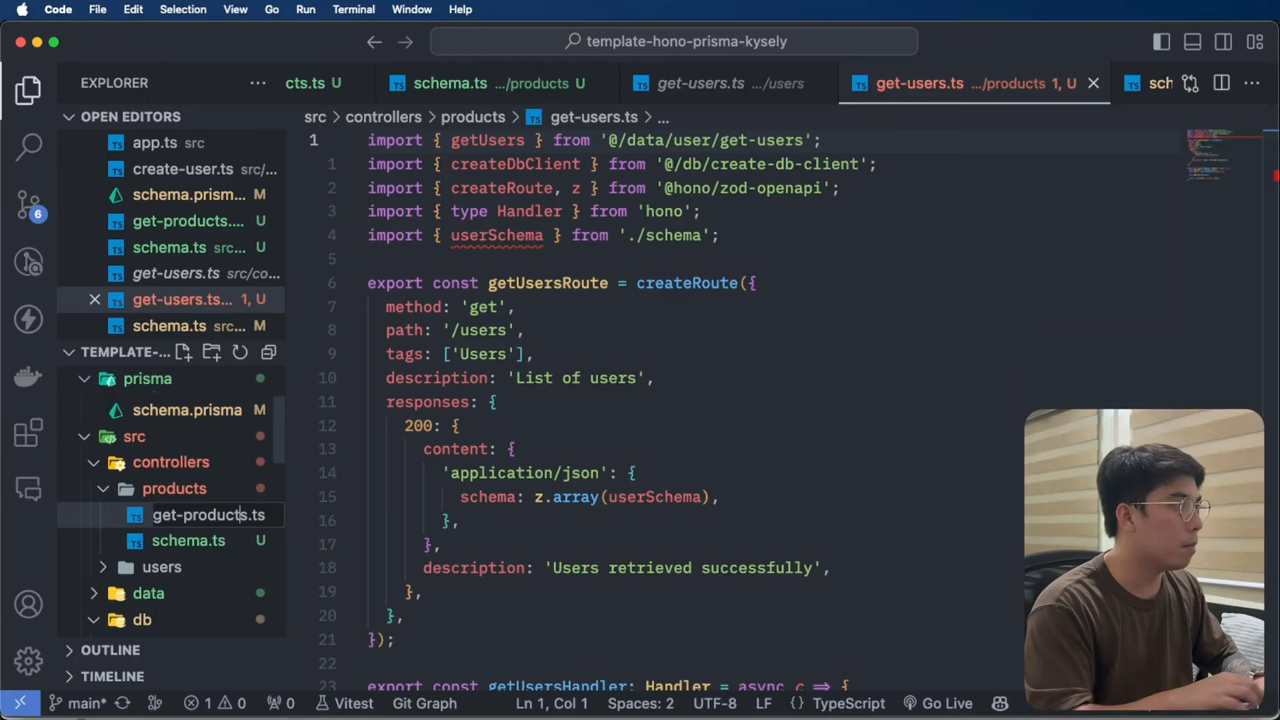 Code File Edit Selection View Go Run Terminal Window Help
template-hono-prisma-kysely
EXPLORER
cts.ts U
schema.ts …/products U
get-users.ts …/users
get-users.ts …/products 1, U
sch
OPEN EDITORS
app.ts src
create-user.ts src/...
schema.prism... M
get-products.... U
schema.ts src... U
get-users.ts src/co...
get-users.ts... 1, U
schema.ts src... M
TEMPLATE-...
prisma
schema.prisma M
src
controllers
products
get-products.ts
schema.ts U
users
data
db
OUTLINE
TIMELINE
6
src > controllers > products > get-users.ts > ...
1 import { getUsers } from '@/data/user/get-users';
1 import { createDbClient } from '@/db/create-db-client';
2 import { createRoute, z } from '@hono/zod-openapi';
3 import { type Handler } from 'hono';
4 import { userSchema } from './schema';
5
6 export const getUsersRoute = createRoute({
7 method: 'get',
8 path: '/users',
9 tags: ['Users'],
10 description: 'List of users',
11 responses: {
12 200: {
13 content: {
14 'application/json': {
15 schema: z.array(userSchema),
16 },
17 },
18 description: 'Users retrieved successfully',
19 },
20 },
21 });
22
23 export const getUsersHandler: Handler = async c => {
main* 1 0 0 Vitest Git Graph Ln 1, Col 1 Spaces: 2 UTF-8 LF { } TypeScript Go Live